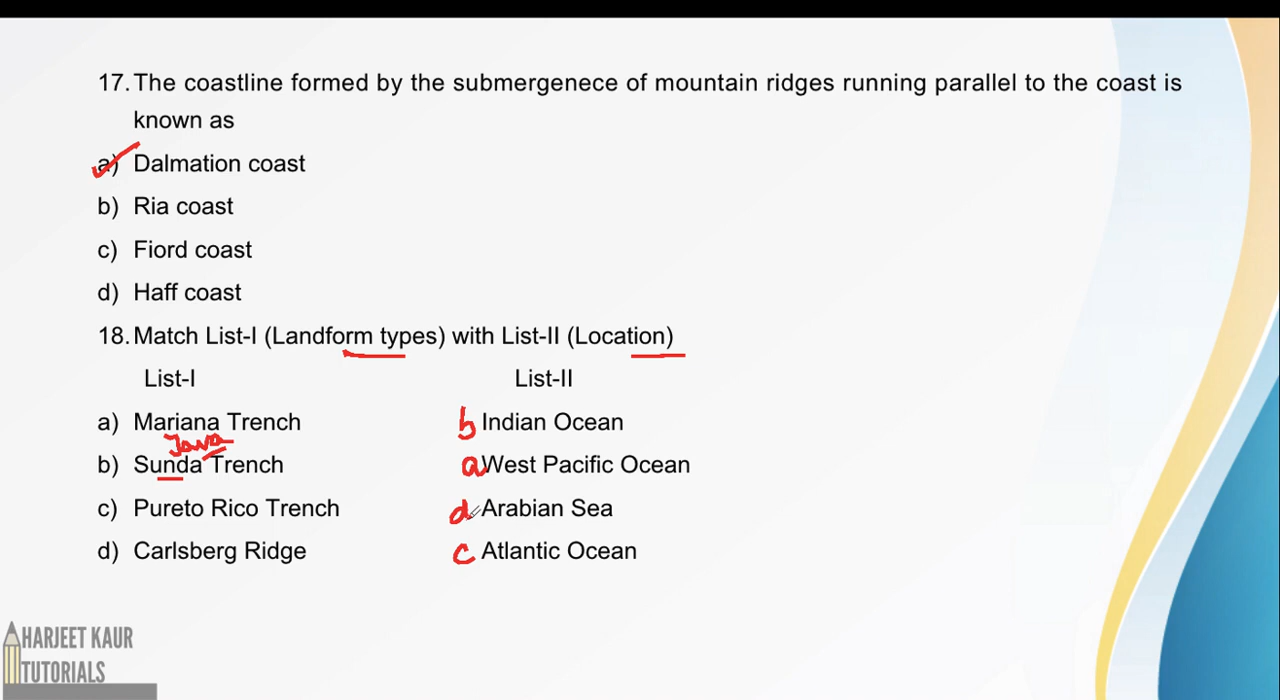 17. The coastline formed by the submergenece of mountain ridges running parallel to the coast is
known as
a) Dalmation coast
b) Ria coast
c) Fiord coast
d) Haff coast
18. Match List-I (Landform types) with List-II (Location)
List-I List-II
a) Mariana Trench b Indian Ocean
Java
b) Sunda Trench a West Pacific Ocean
c) Pureto Rico Trench d Arabian Sea
d) Carlsberg Ridge c Atlantic Ocean
HARJEET KAUR
TUTORIALS